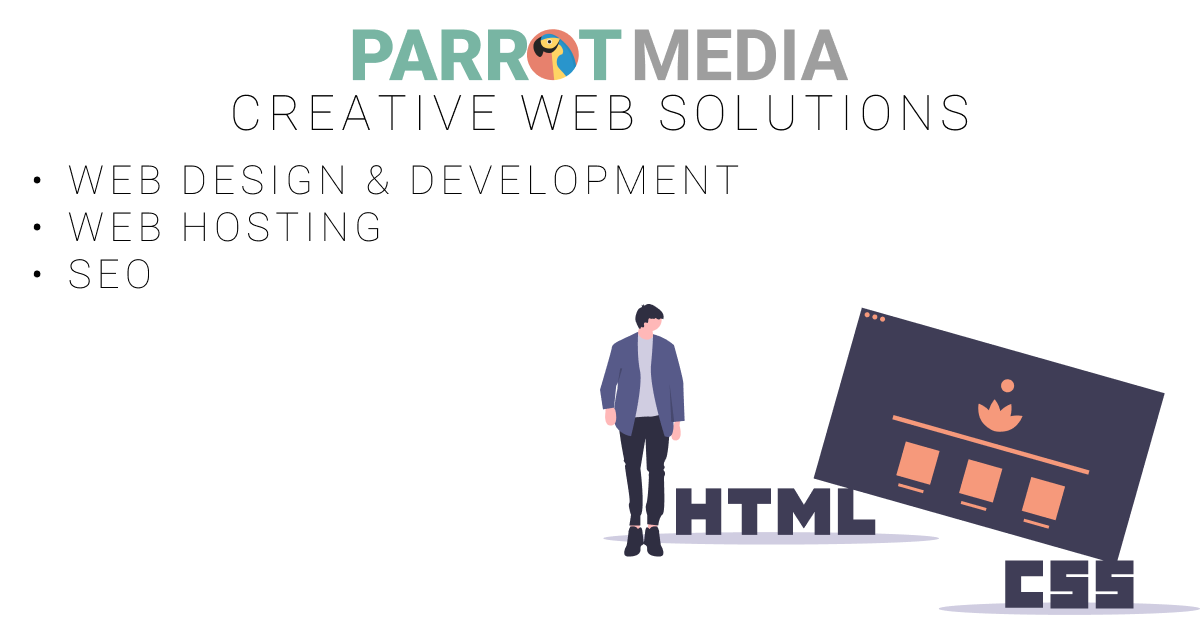 PARROT MEDIA
CREATIVE WEB SOLUTIONS
• WEB DESIGN & DEVELOPMENT
• WEB HOSTING
• SEO
HTML
CSS